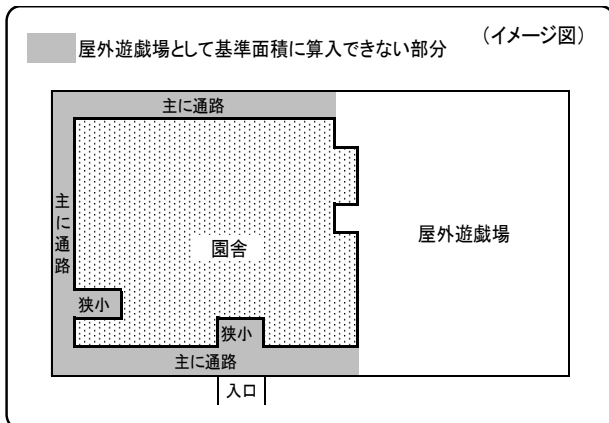 (イメージ図)
屋外遊戯場として基準面積に算入できない部分
主に通路
主に通路
園舎
屋外遊戯場
狭小
狭小
主に通路
入口